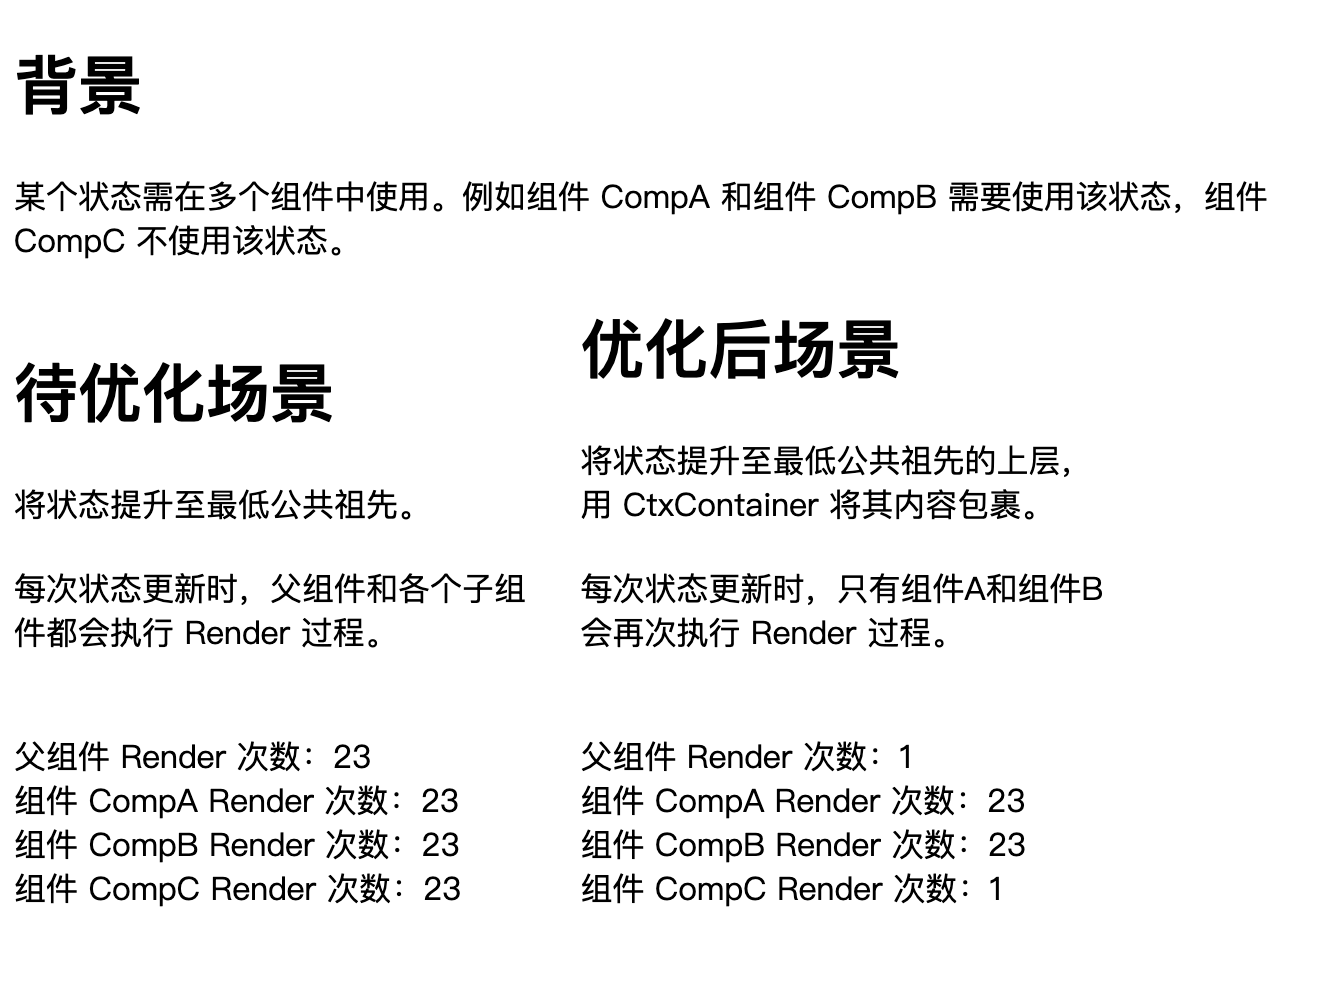 背景
某个状态需在多个组件中使用。例如组件 CompA 和组件 CompB 需要使用该状态，组件
CompC 不使用该状态。
待优化场景
将状态提升至最低公共祖先。
每次状态更新时，父组件和各个子组
件都会执行 Render 过程。
父组件 Render 次数：23
组件 CompA Render 次数：23
组件 CompB Render 次数：23
组件 CompC Render 次数：23
优化后场景
将状态提升至最低公共祖先的上层，
用 CtxContainer 将其内容包裹。
每次状态更新时，只有组件A和组件B
会再次执行 Render 过程。
父组件 Render 次数：1
组件 CompA Render 次数：23
组件 CompB Render 次数：23
组件 CompC Render 次数：1